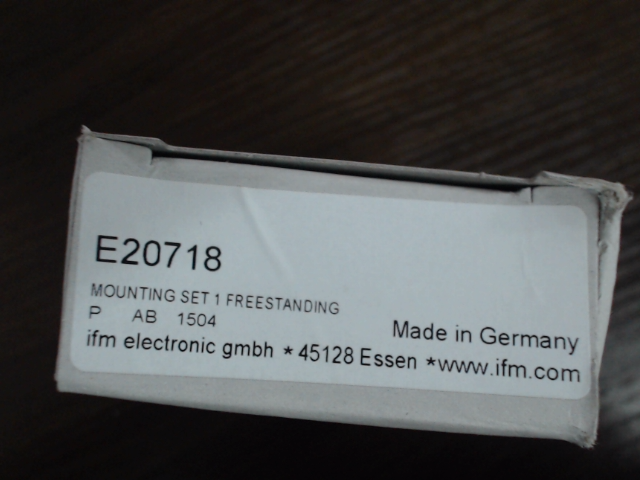 E20718
MOUNTING SET 1 FREESTANDING
P AB 1504
Made in Germany
ifm electronic gmbh * 45128 Essen *www.ifm.com